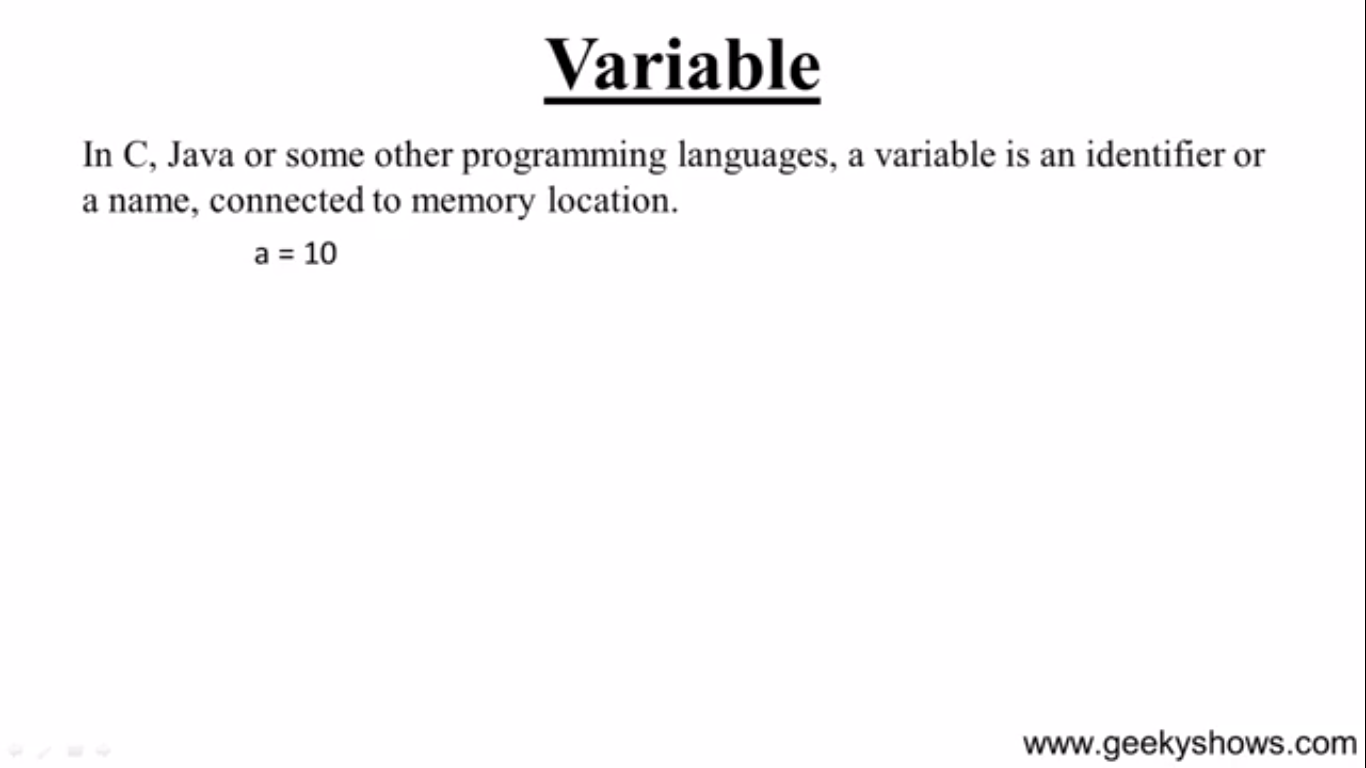 Variable
In C, Java or some other programming languages, a variable is an identifier or
a name, connected to memory location.
a = 10
www.geekyshows.com